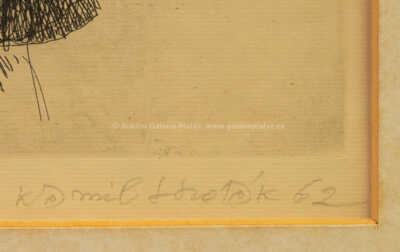 © Aukční Galerie Platýz, www.galerieplatyz.cz
Kamil Lhoták 62